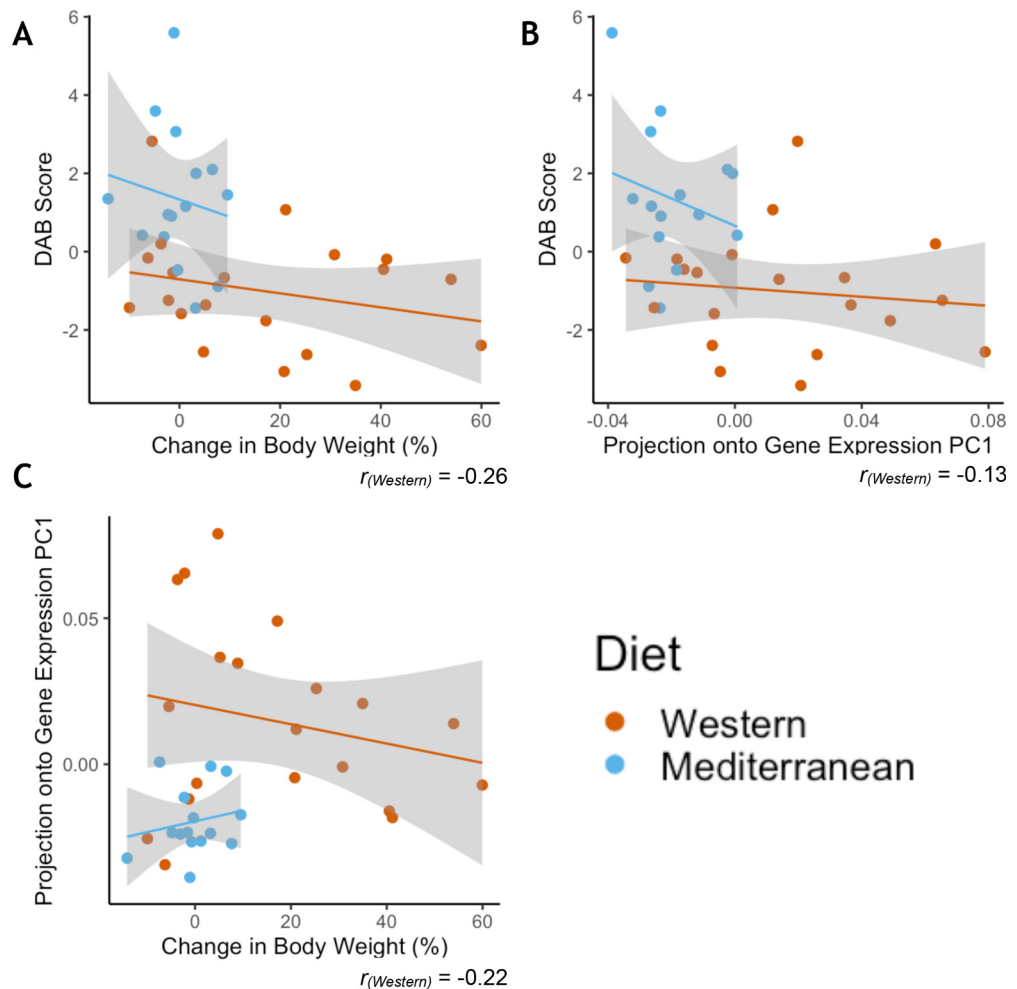 A
DAB Score
6
4
2
0
-2
0
20
40
60
Change in Body Weight (%)
r(Western) = -0.26
B
DAB Score
6
4
2
0
-2
-0.04
0.00
0.04
0.08
Projection onto Gene Expression PC1
r(Western) = -0.13
C
Projection onto Gene Expression PC1
0.05
0.00
0
20
40
60
Change in Body Weight (%)
r(Western) = -0.22
Diet
Western
Mediterranean